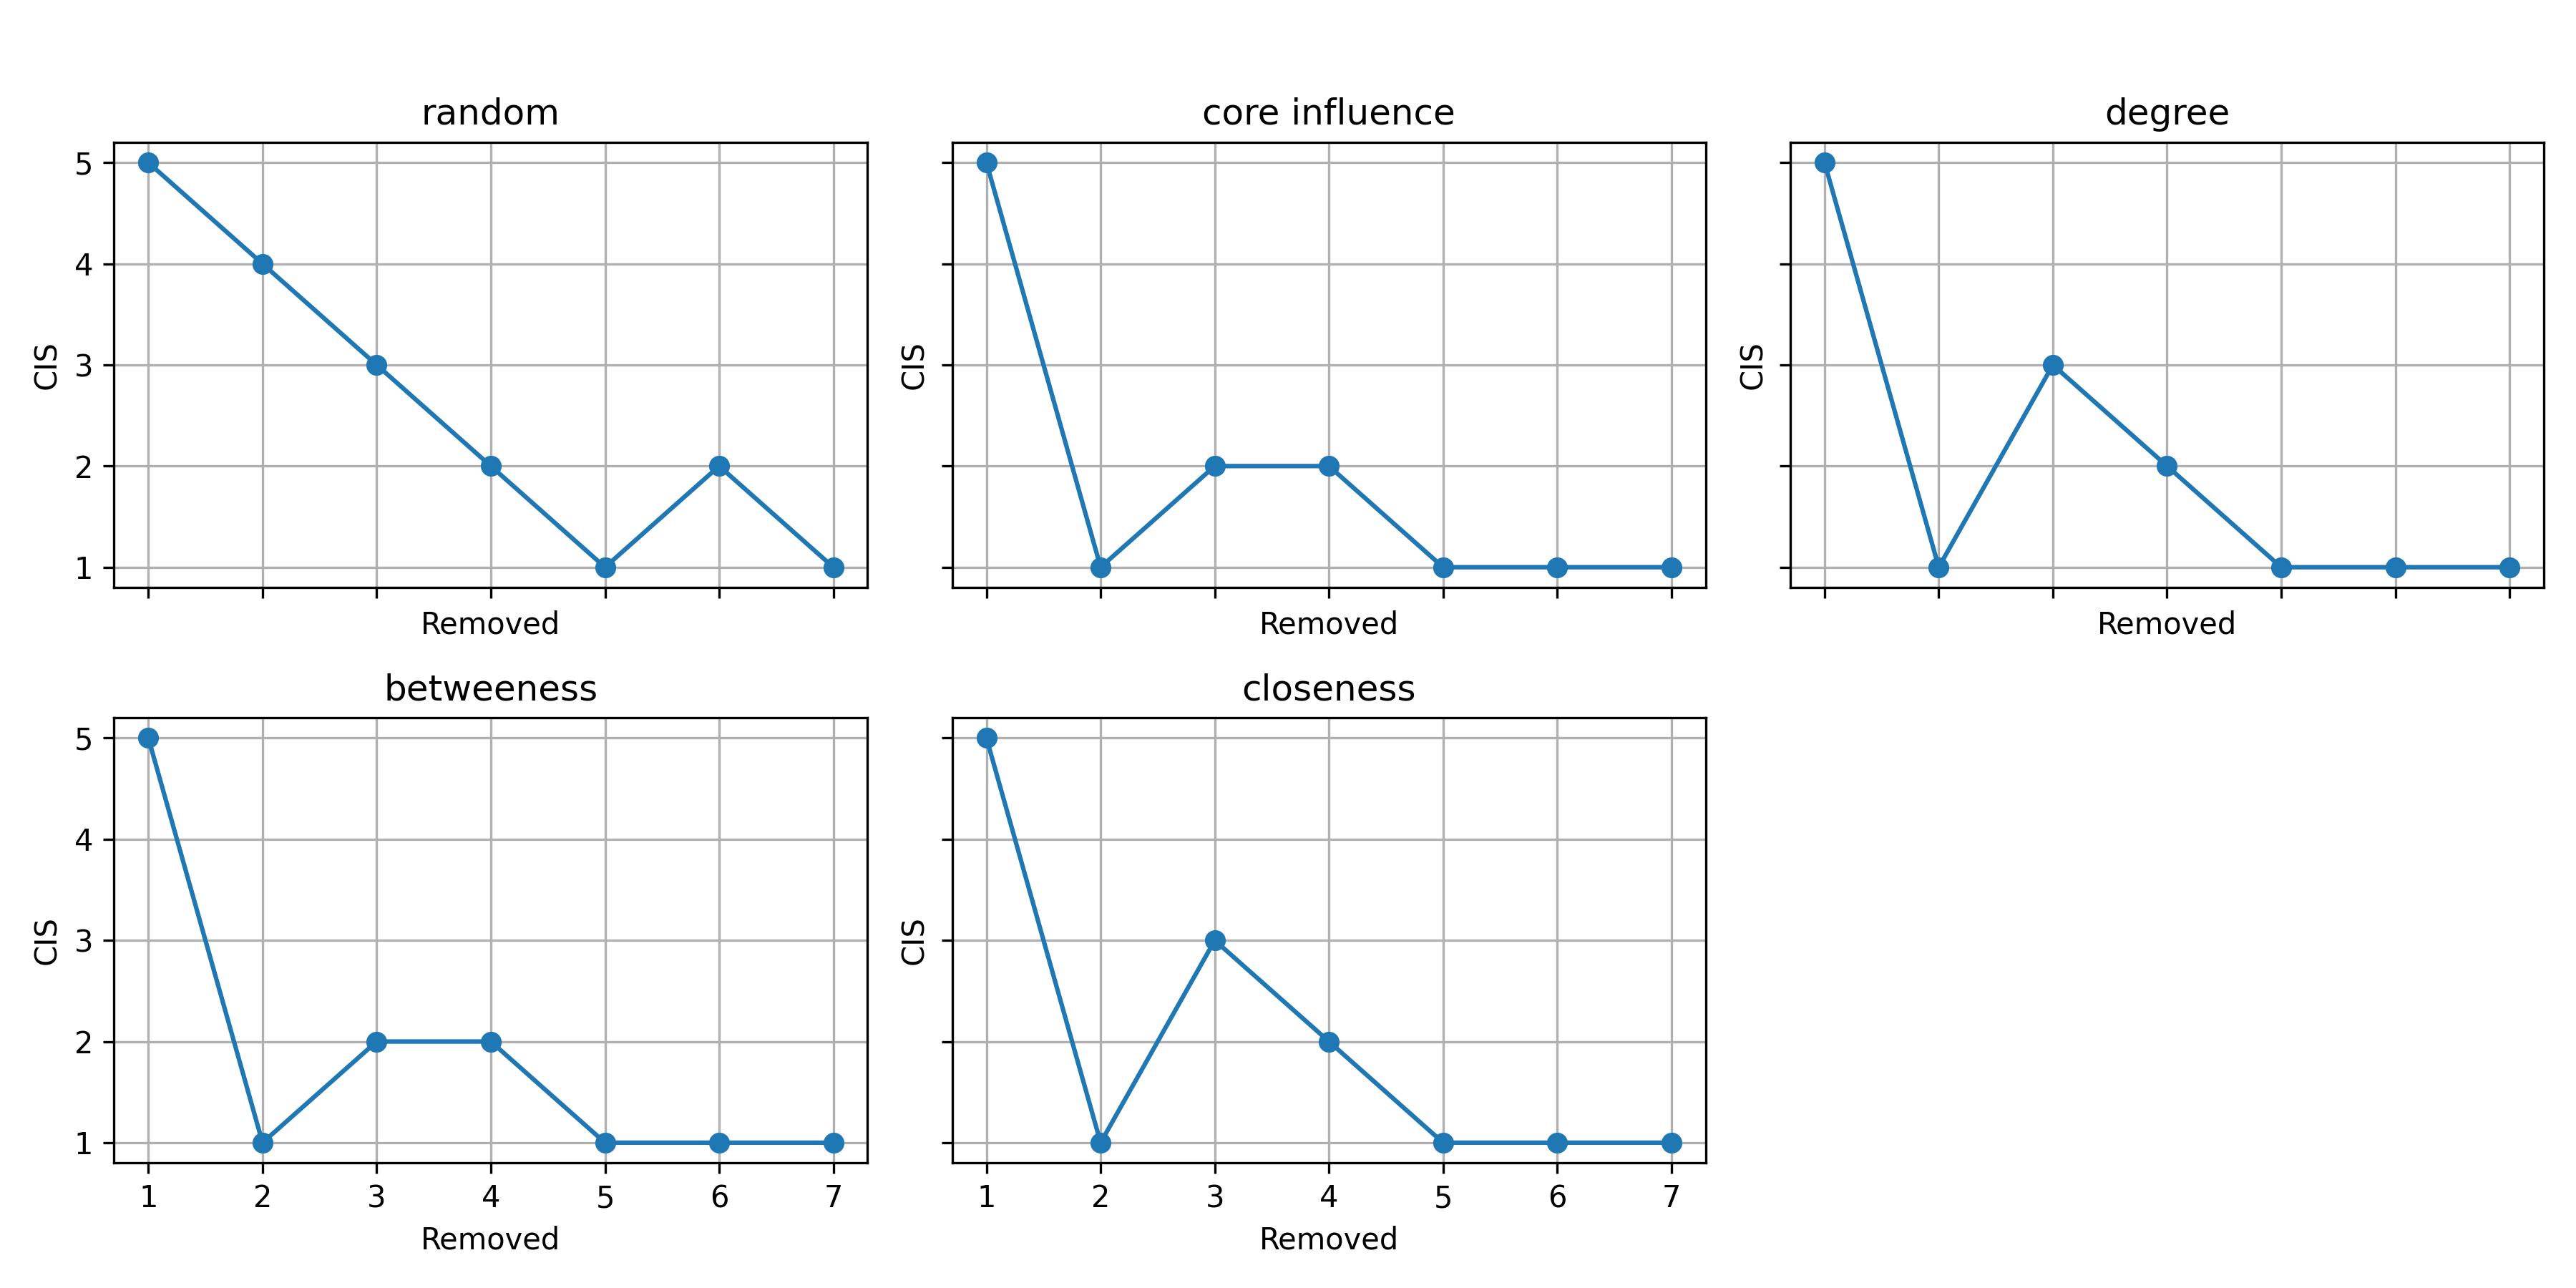 random
core influence
degree
5
4
3
2
1
CIS
CIS
CIS
Removed
Removed
Removed
betweeness
closeness
5
4
3
2
1
CIS
CIS
1 2 3 4 5 6 7
1 2 3 4 5 6 7
Removed
Removed